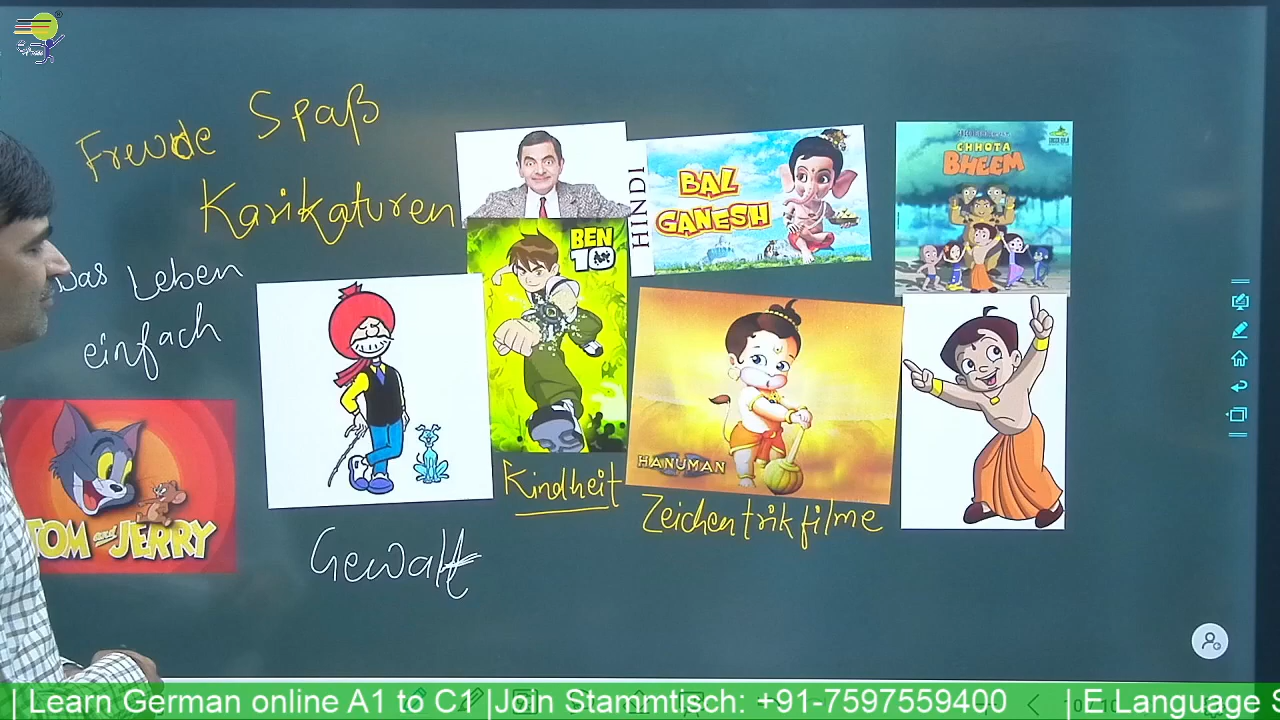 Freude Spaß
Karikaturen
Das Leben
einfach
TOM and JERRY
Gewalt
BEN
10
Kindheit
HINDI
BAL
GANESH
HANUMAN
Zeichentrikfilme
CHHOTA
BHEEM
| Learn German online A1 to C1 |Join Stammtisch: +91-7597559400 | E Language S